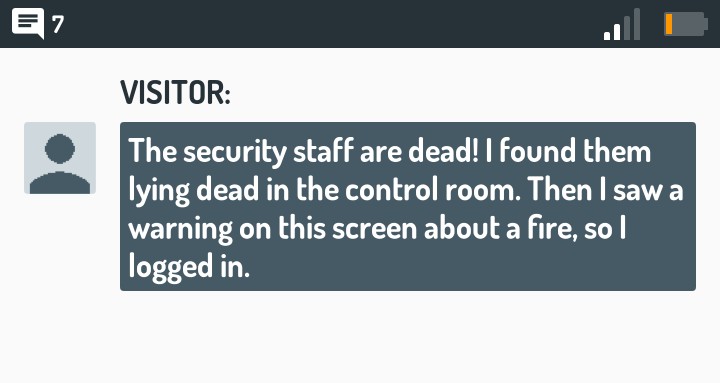 7
VISITOR:
The security staff are dead! I found them
lying dead in the control room. Then I saw a
warning on this screen about a fire, so I
logged in.